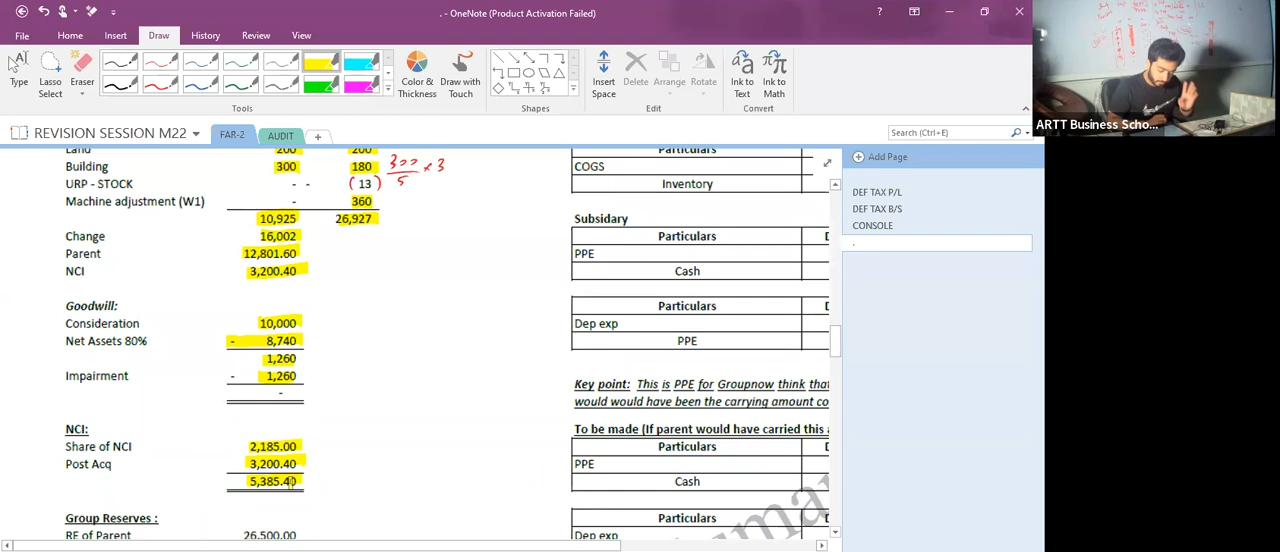 . - OneNote (Product Activation Failed)
File Home Insert Draw History Review View
Type
Lasso Select
Eraser
Color & Thickness
Draw with Touch
Insert Space
Delete
Arrange
Rotate
Ink to Text
Ink to Math
Tools
Shapes
Edit
Convert
ARTT Business Scho...
REVISION SESSION M22
FAR-2
AUDIT
Search (Ctrl+E)
Add Page
DEF TAX P/L
DEF TAX B/S
CONSOLE
.
Land 200 200
Building 300 180 300/5 × 3
URP - STOCK - - ( 13 )
Machine adjustment (W1) - 360
10,925 26,927
Change 16,002
Parent 12,801.60
NCI 3,200.40
Goodwill:
Consideration 10,000
Net Assets 80% - 8,740
1,260
Impairment - 1,260
-
NCI:
Share of NCI 2,185.00
Post Acq 3,200.40
5,385.40
Group Reserves :
RE of Parent 26,500.00
Particulars
COGS
Inventory
Subsidary
Particulars D
PPE
Cash
Particulars D
Dep exp
PPE
Key point: This is PPE for Groupnow think that
would would have been the carrying amount co
To be made (If parent would have carried this a
Particulars D
PPE
Cash
Particulars D
Dep exp